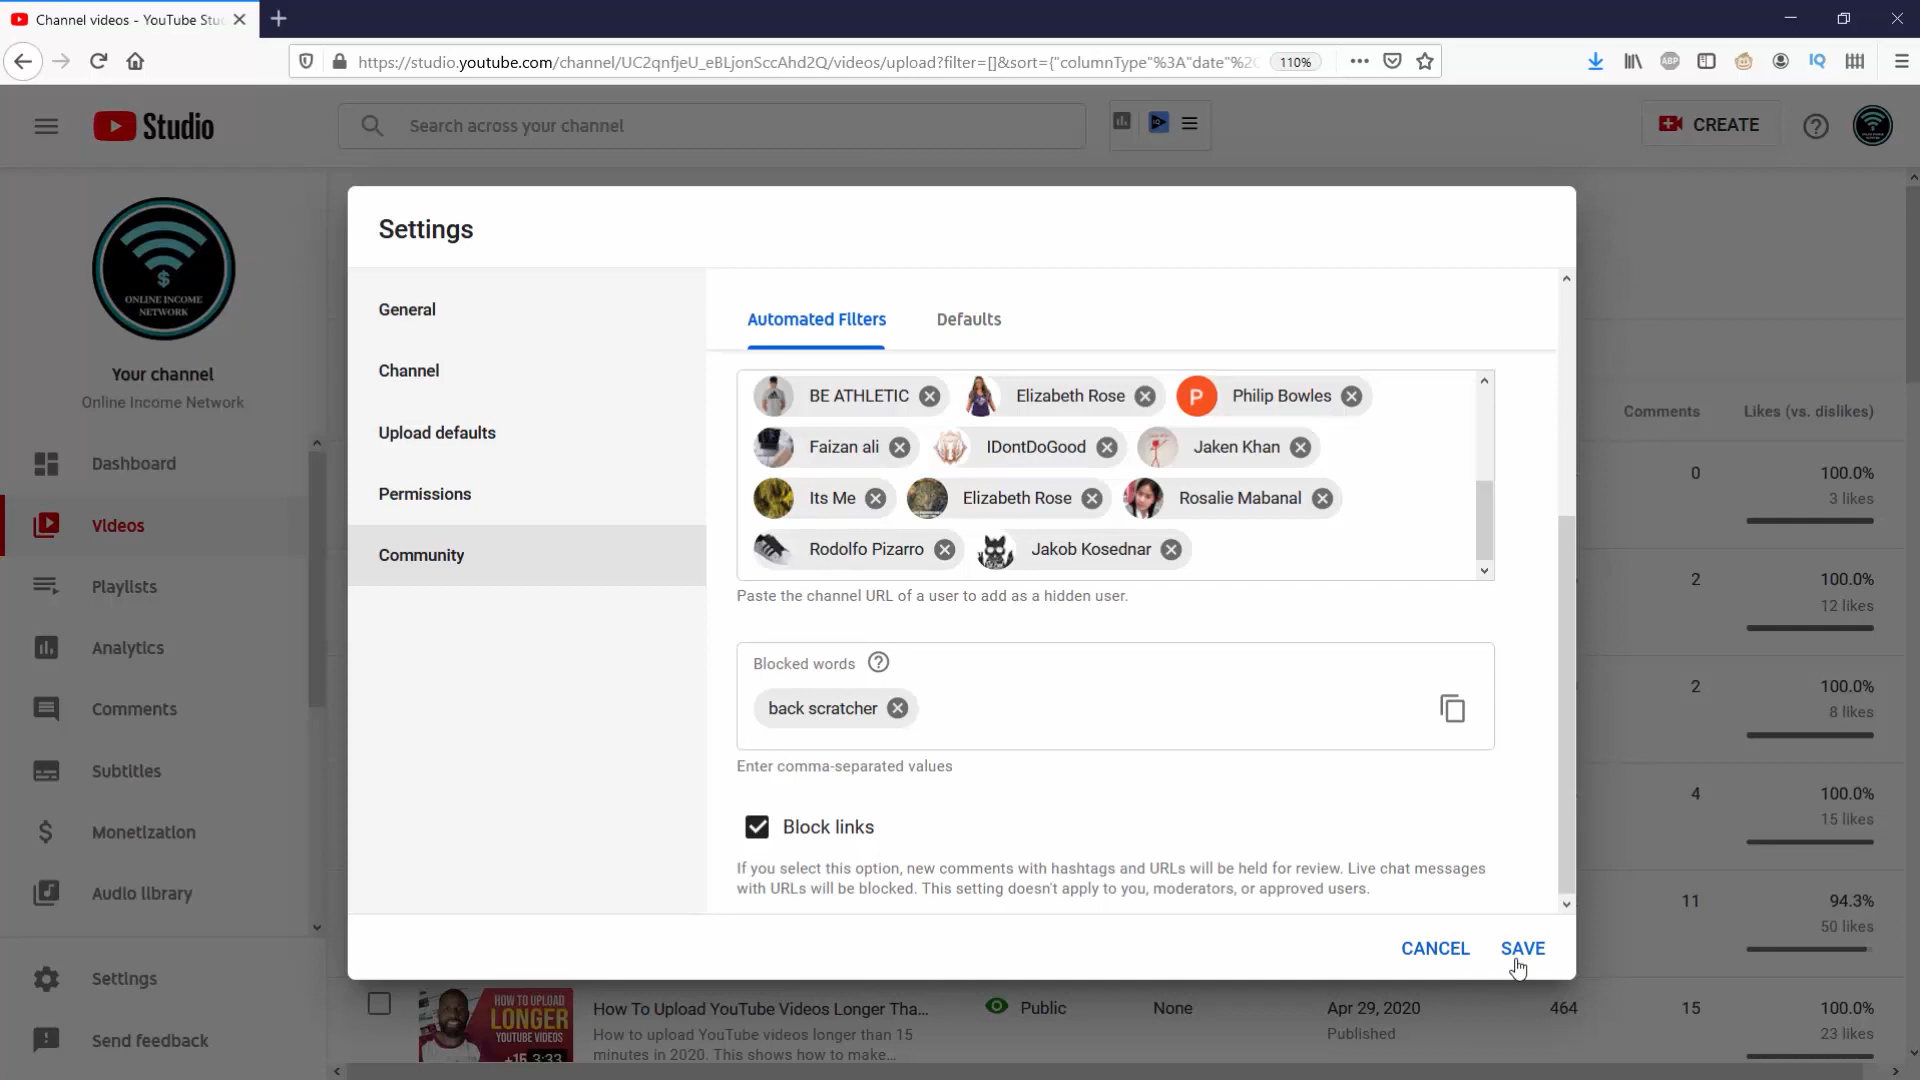 Channel videos - YouTube Stu
https://studio.youtube.com/channel/UC2qnfjeU_eBLjonSccAhd2Q/videos/upload?filter=[]&sort={"columnType"%3A"date"%2C
110%
ABP
IQ
Studio
Search across your channel
CREATE
ONLINE INCOME
NETWORK
Your channel
Online Income Network
Dashboard
Videos
Playlists
Analytics
Comments
Subtitles
Monetization
Audio library
Settings
Send feedback
Settings
General
Channel
Upload defaults
Permissions
Community
Automated Filters
Defaults
BE ATHLETIC
Elizabeth Rose
P
Philip Bowles
Faizan ali
IDontDoGood
Jaken Khan
Its Me
Elizabeth Rose
Rosalie Mabanal
Rodolfo Pizarro
Jakob Kosednar
Paste the channel URL of a user to add as a hidden user.
Blocked words
back scratcher
Enter comma-separated values
Block links
If you select this option, new comments with hashtags and URLs will be held for review. Live chat messages
with URLs will be blocked. This setting doesn't apply to you, moderators, or approved users.
CANCEL
SAVE
Comments
Likes (vs. dislikes)
0
100.0%
3 likes
2
100.0%
12 likes
2
100.0%
8 likes
4
100.0%
15 likes
11
94.3%
50 likes
HOW TO UPLOAD
LONGER
YOUTUBE VIDEOS
+15
3:33
How To Upload YouTube Videos Longer Tha...
How to upload YouTube videos longer than 15
minutes in 2020. This shows how to make...
Public
None
Apr 29, 2020
Published
464
15
100.0%
23 likes